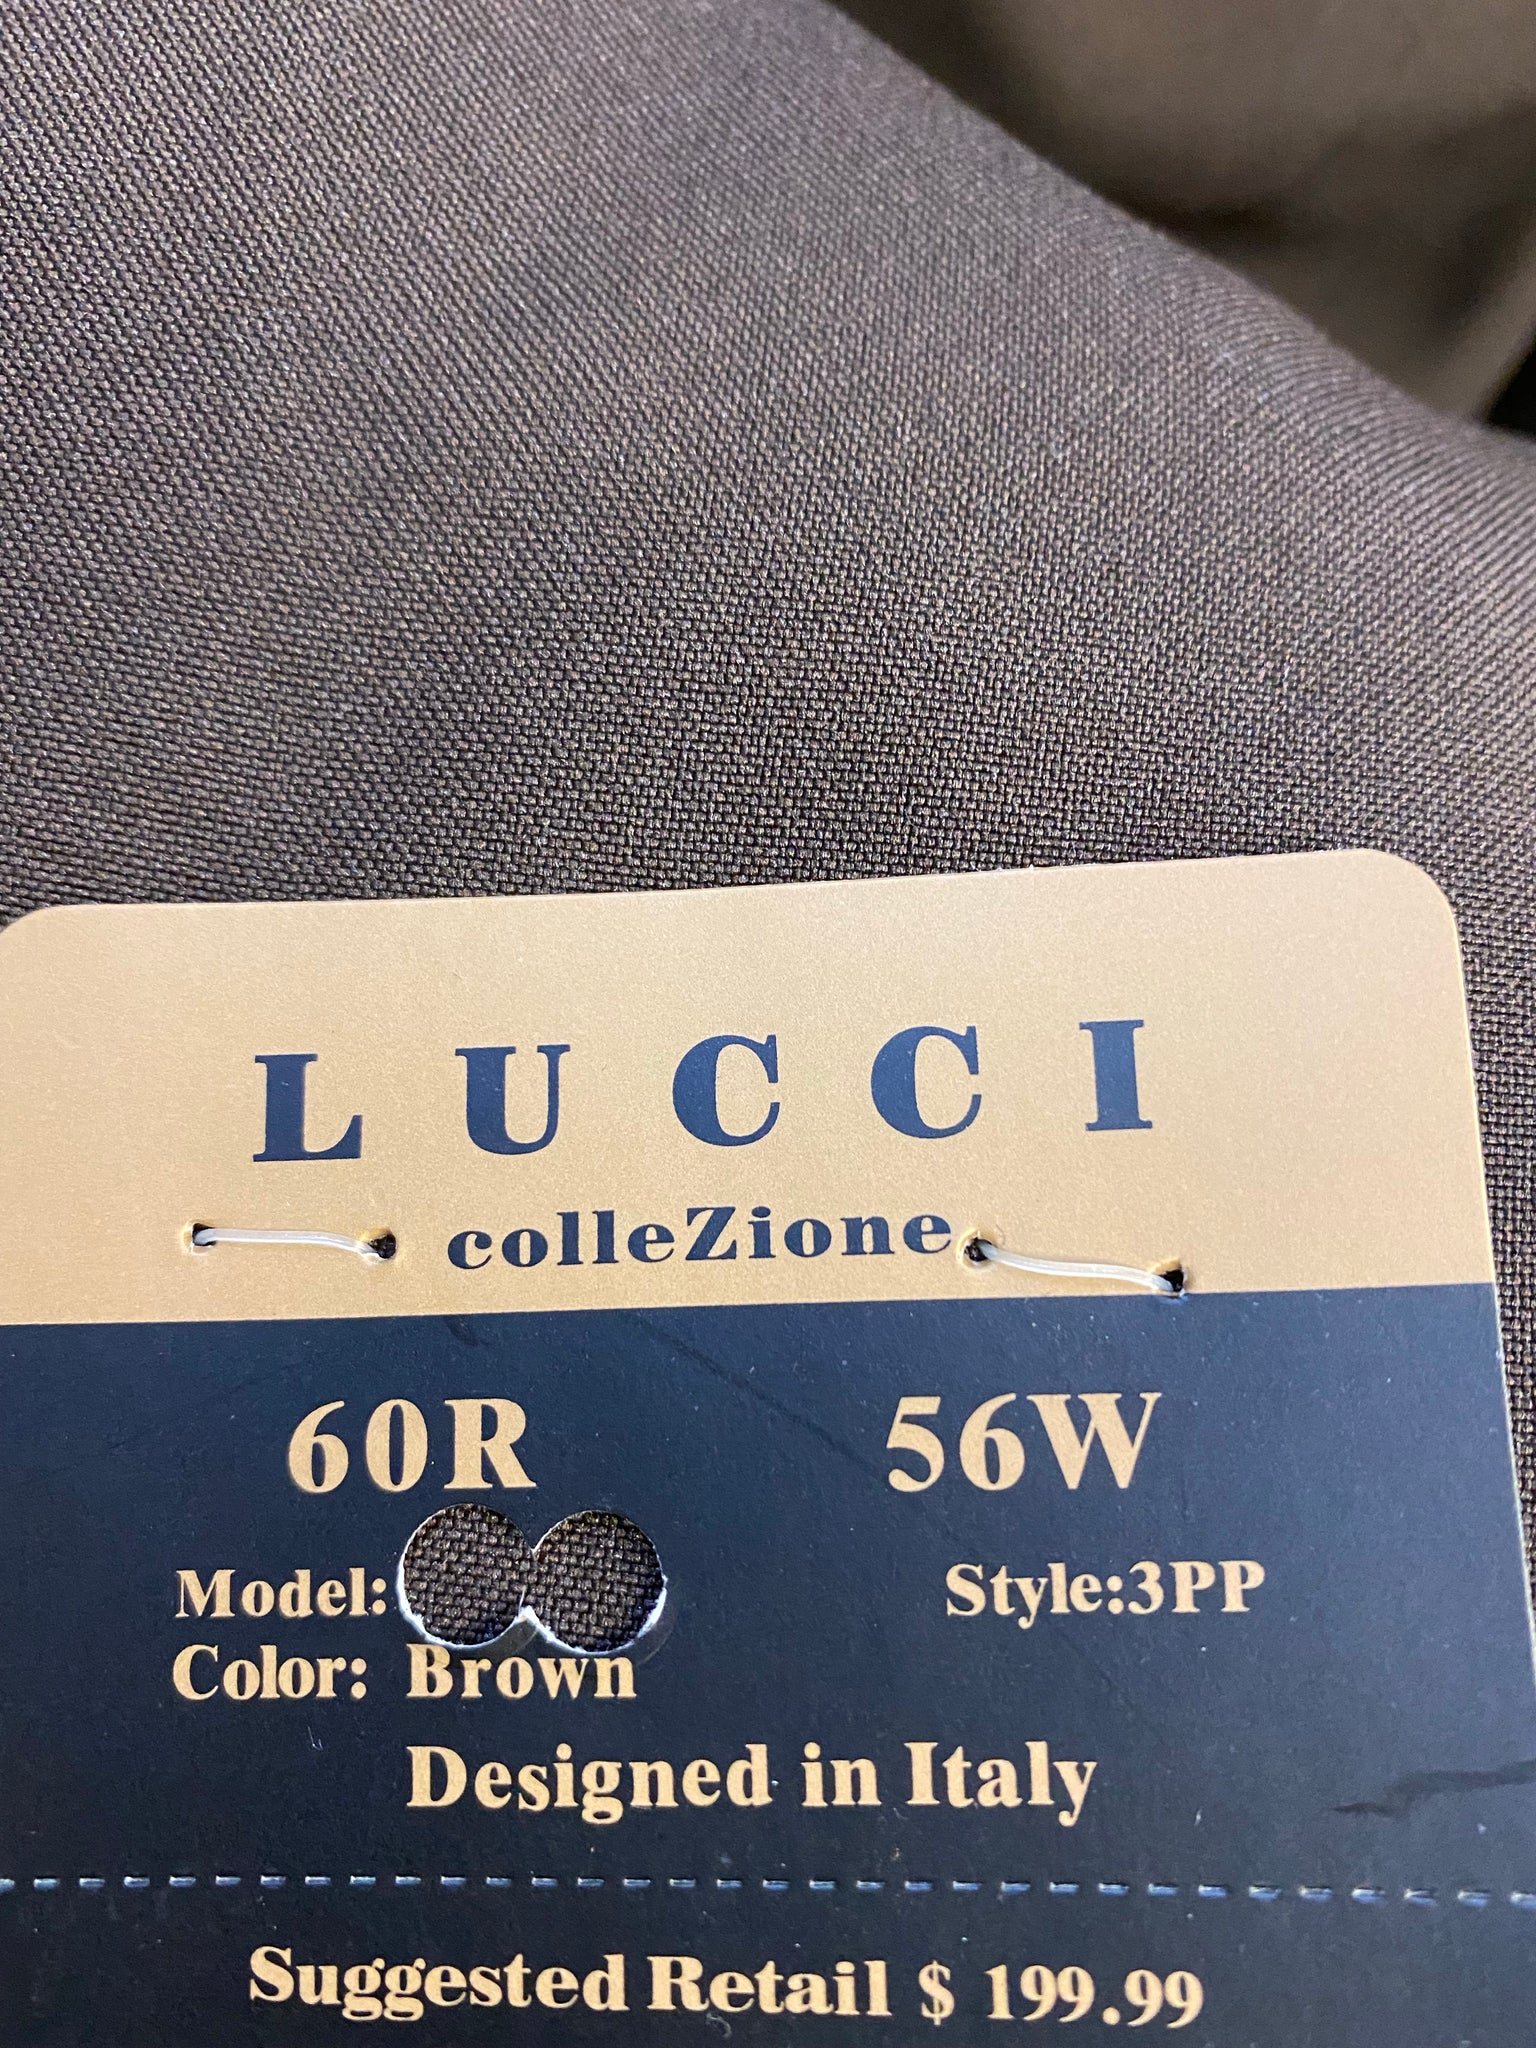 LUCCI
colleZione
60R 56W
Model: Style:3PP
Color: Brown
Designed in Italy
Suggested Retail $ 199.99